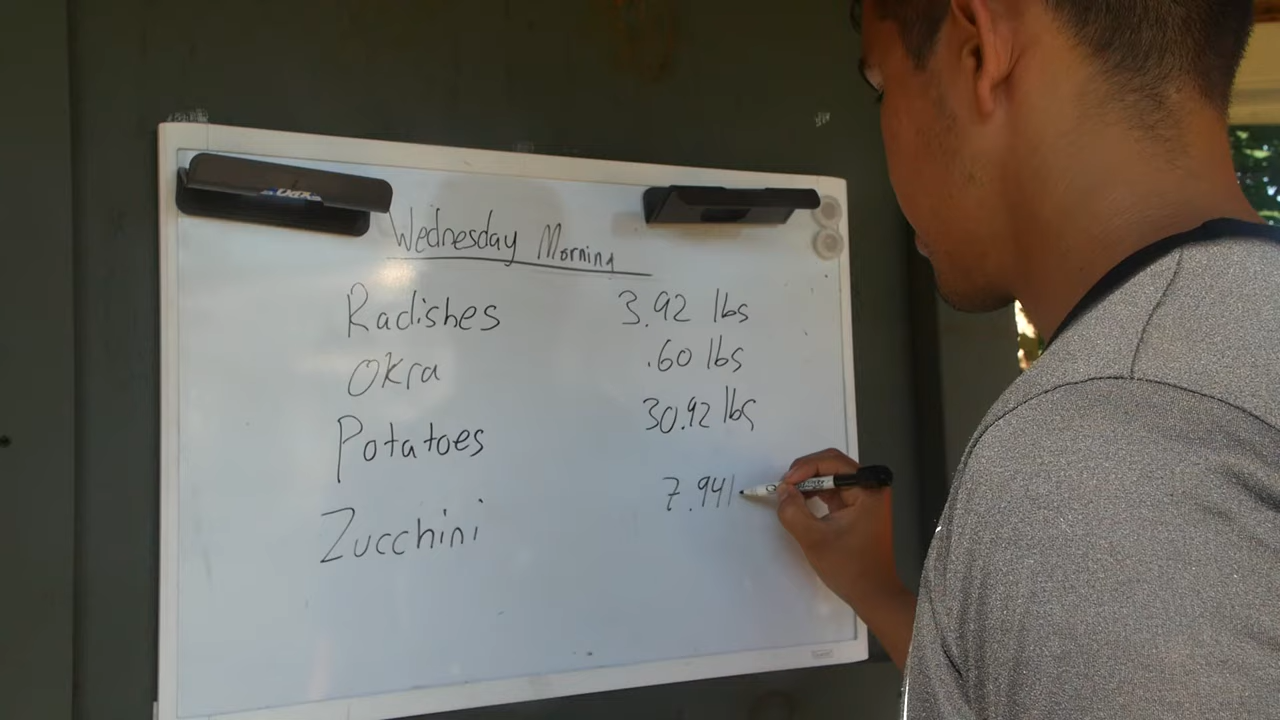 Wednesday Morning
Radishes 3.92 lbs
Okra .60 lbs
Potatoes 30.92 lbs
Zucchini 7.94 l